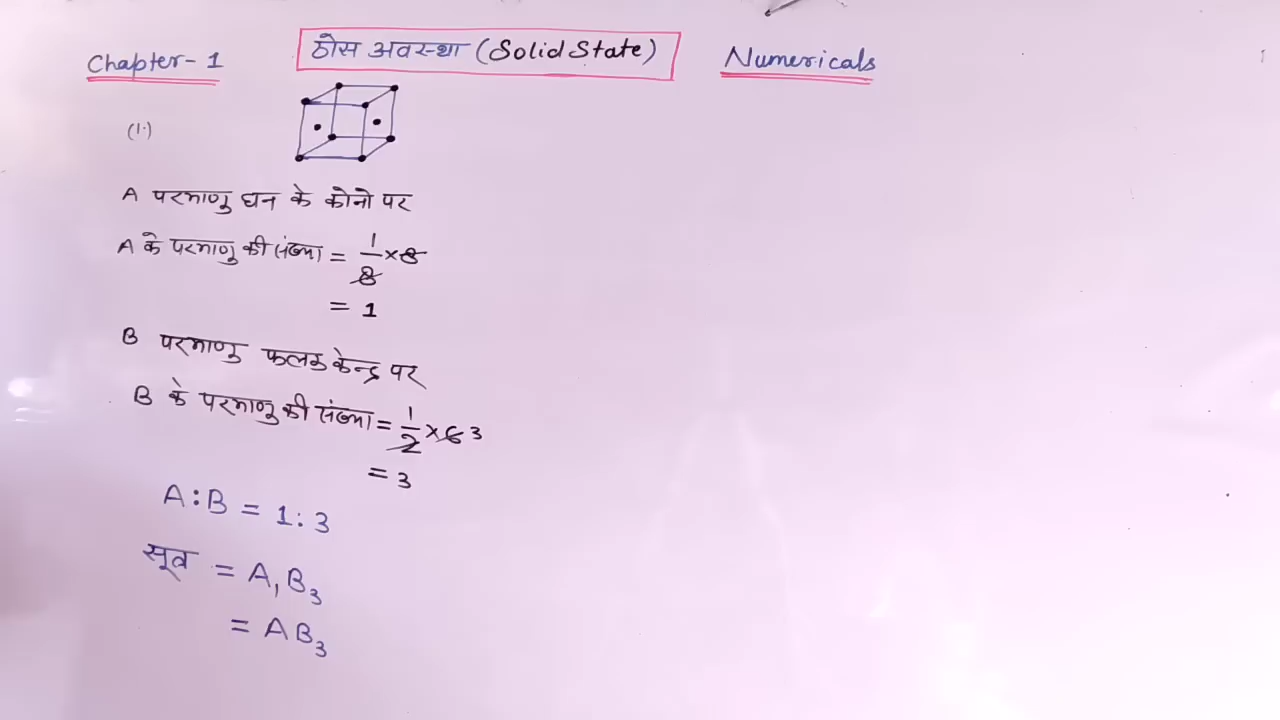 Chapter-1 ठोस अवस्था (Solid State) Numericals
(1.)
A परमाणु घन के कोनो पर
A के परमाणु की संख्या = 1/8 × 8
= 1
B परमाणु फलक केन्द्र पर
B के परमाणु की संख्या = 1/2 × 6 3
= 3
A:B = 1:3
सूत्र = A₁B₃
= AB₃